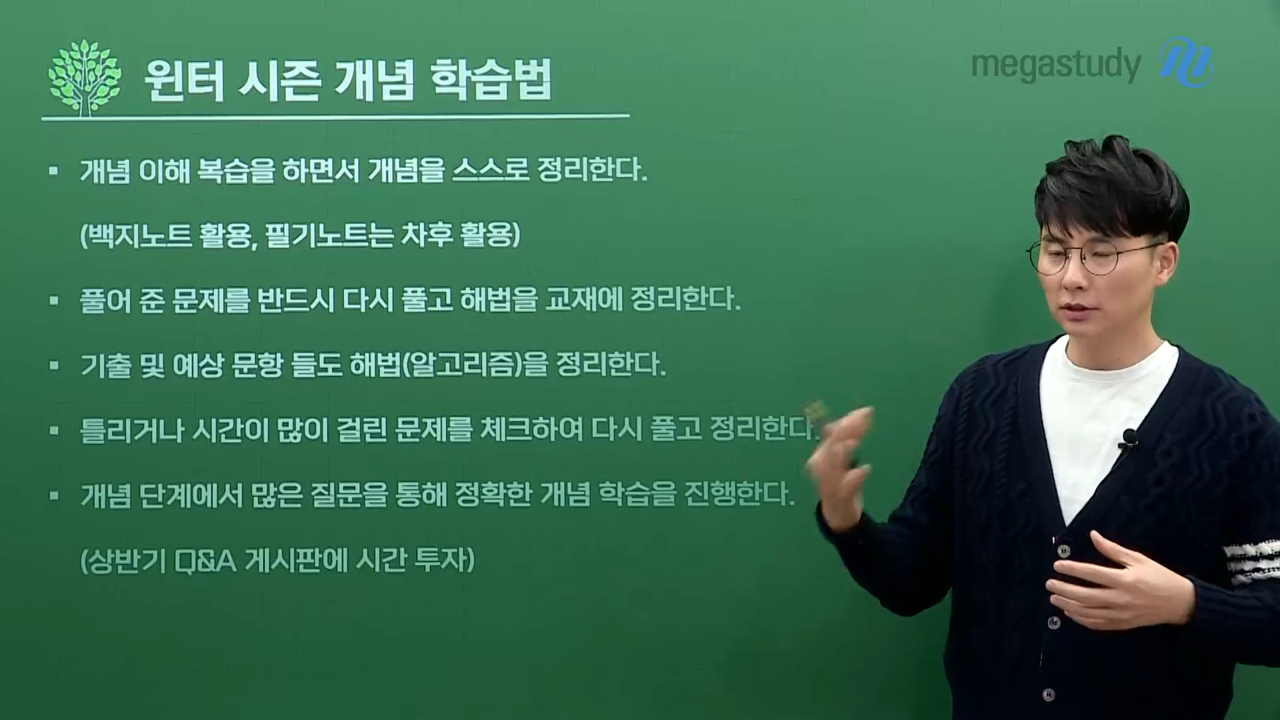 윈터 시즌 개념 학습법
megastudy
▪ 개념 이해 복습을 하면서 개념을 스스로 정리한다.
(백지노트 활용, 필기노트는 차후 활용)
▪ 풀어 준 문제를 반드시 다시 풀고 해법을 교재에 정리한다.
▪ 기출 및 예상 문항 들도 해법(알고리즘)을 정리한다.
▪ 틀리거나 시간이 많이 걸린 문제를 체크하여 다시 풀고 정리한다.
▪ 개념 단계에서 많은 질문을 통해 정확한 개념 학습을 진행한다.
(상반기 Q&A 게시판에 시간 투자)